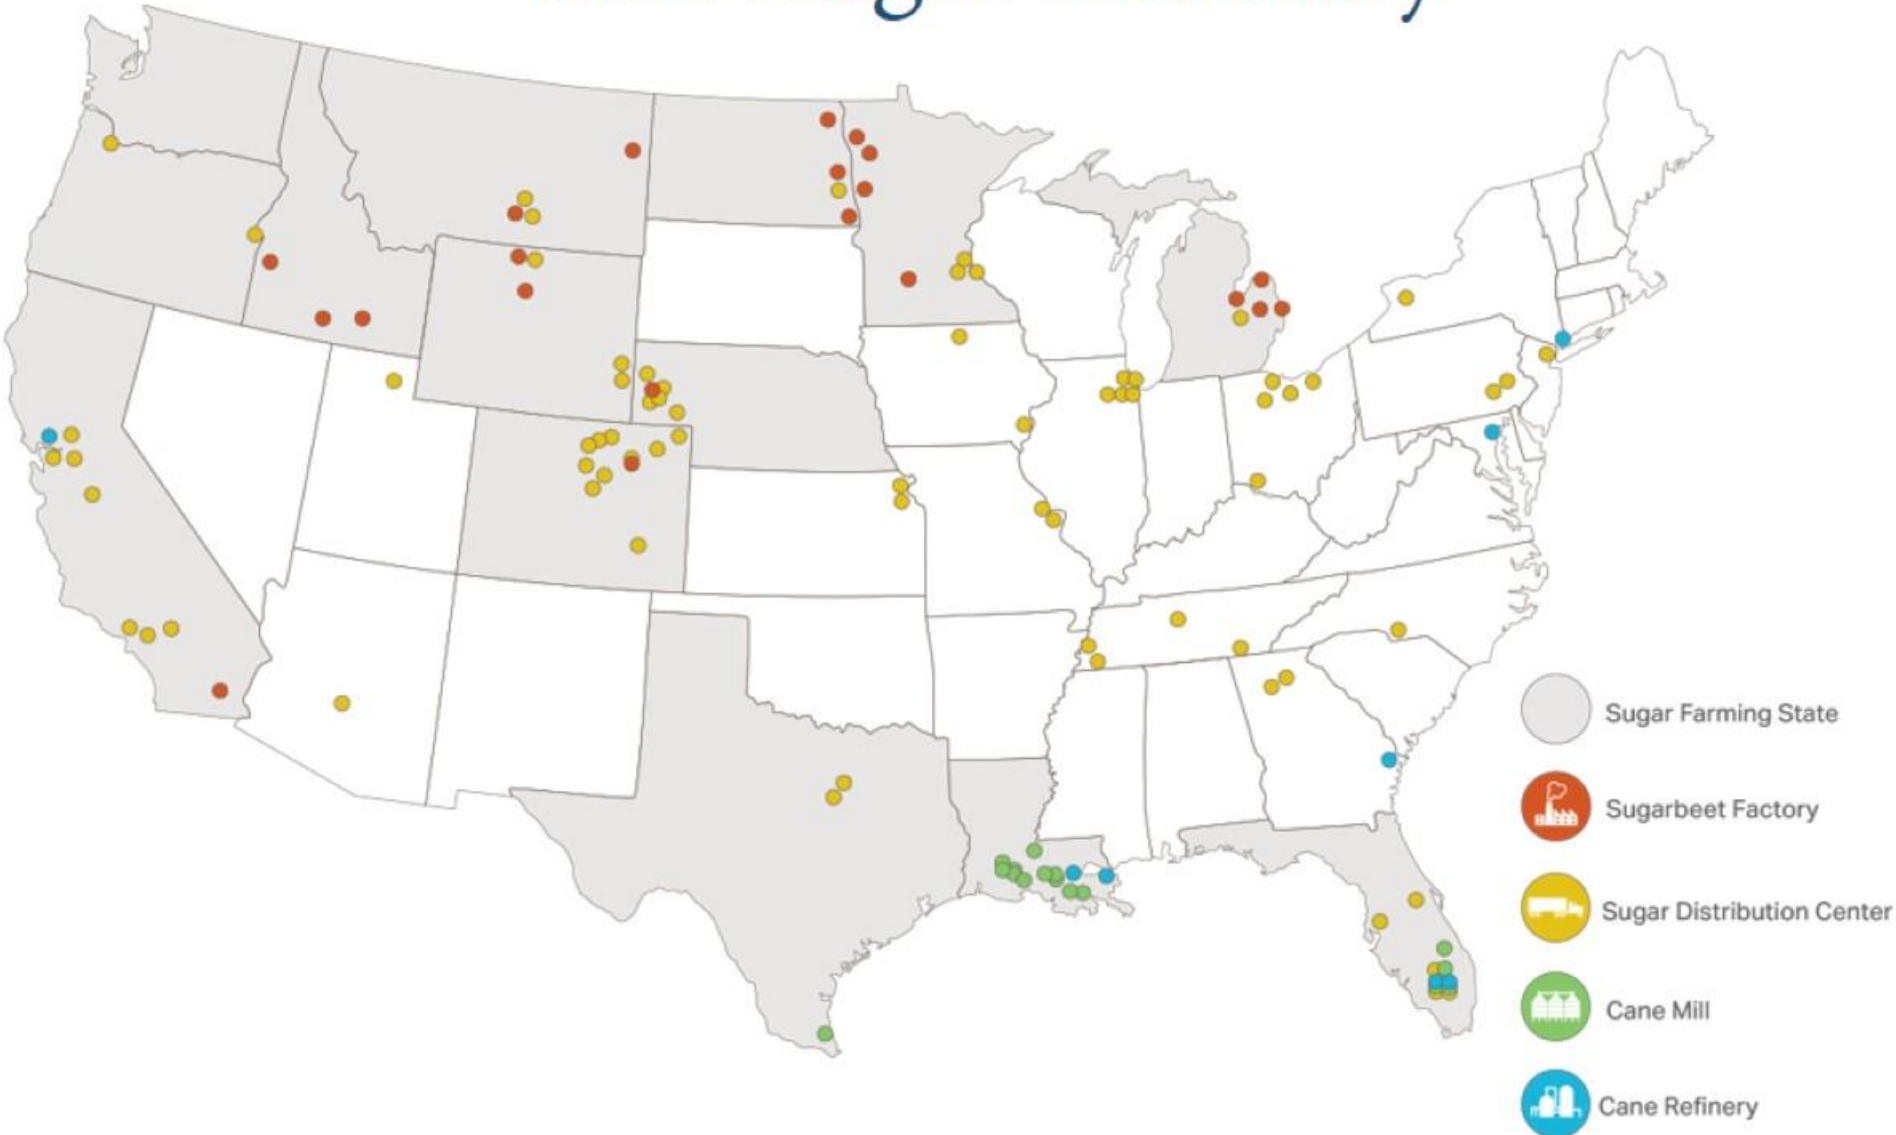 Sugar Farming State
Sugarbeet Factory
Sugar Distribution Center
Cane Mill
Cane Refinery